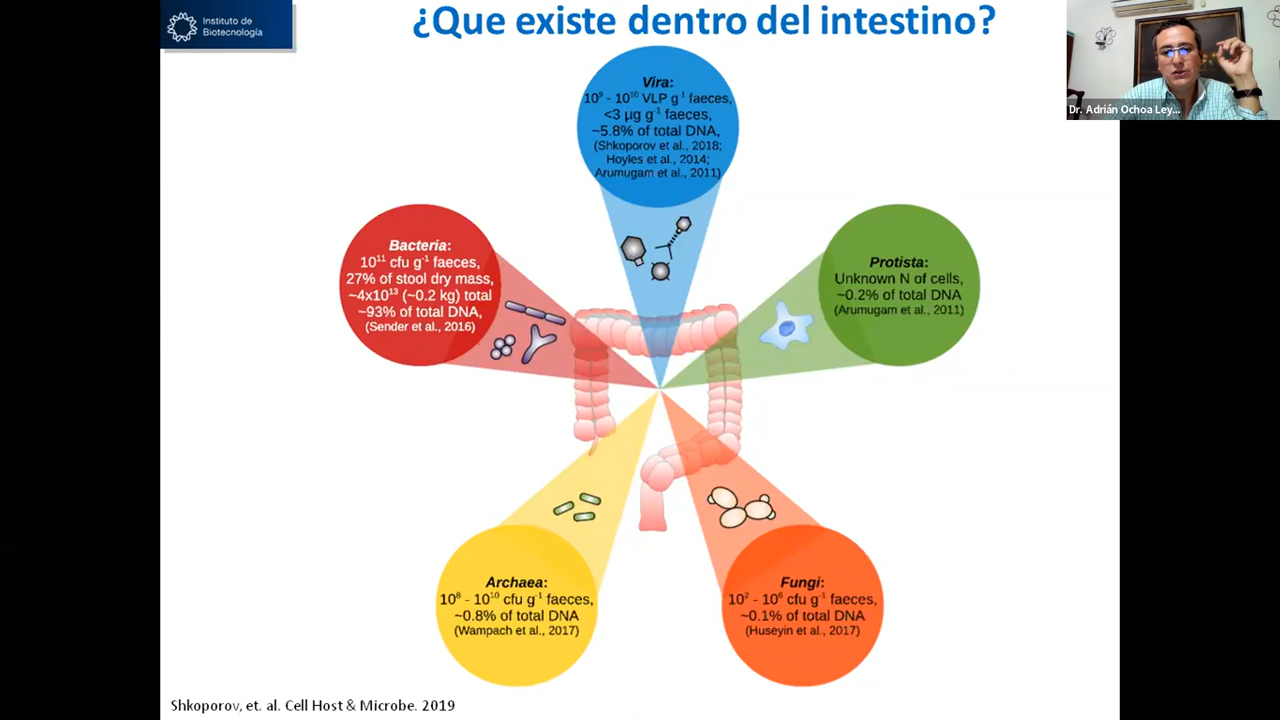 Instituto de
Biotecnología
¿Que existe dentro del intestino?
Dr. Adrián Ochoa Ley...
Vira:
10⁹ - 10¹⁰ VLP g⁻¹ faeces,
<3 µg g⁻¹ faeces,
~5.8% of total DNA,
(Shkoporov et al., 2018;
Hoyles et al., 2014;
Arumugam et al., 2011)
Bacteria:
10¹¹ cfu g⁻¹ faeces,
27% of stool dry mass,
~4x10¹³ (~0.2 kg) total
~93% of total DNA,
(Sender et al., 2016)
Protista:
Unknown N of cells,
~0.2% of total DNA
(Arumugam et al., 2011)
Archaea:
10⁸ - 10¹⁰ cfu g⁻¹ faeces,
~0.8% of total DNA
(Wampach et al., 2017)
Fungi:
10² - 10⁶ cfu g⁻¹ faeces,
~0.1% of total DNA
(Huseyin et al., 2017)
Shkoporov, et. al. Cell Host & Microbe. 2019